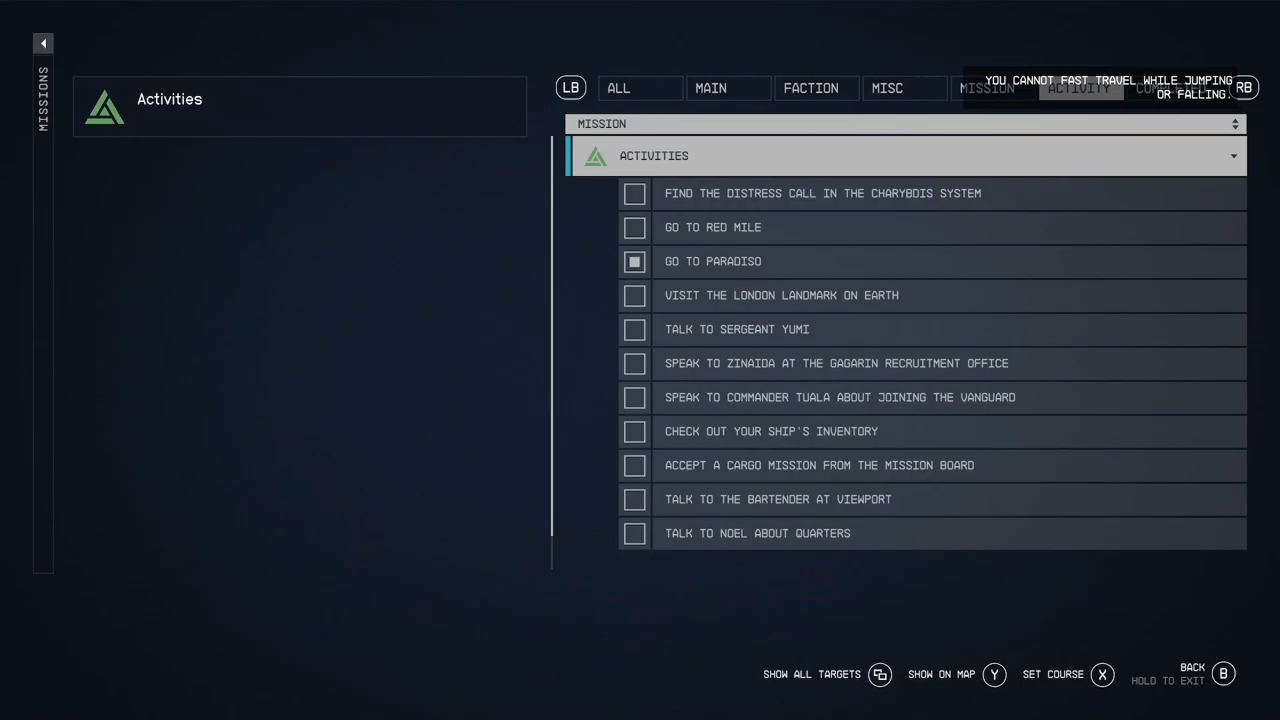 MISSIONS
Activities
LB
ALL
MAIN
FACTION
MISC
MISSION
ACTIVITY
COMPLETED
RB
YOU CANNOT FAST TRAVEL WHILE JUMPING
OR FALLING.
MISSION
ACTIVITIES
FIND THE DISTRESS CALL IN THE CHARYBDIS SYSTEM
GO TO RED MILE
GO TO PARADISO
VISIT THE LONDON LANDMARK ON EARTH
TALK TO SERGEANT YUMI
SPEAK TO ZINAIDA AT THE GAGARIN RECRUITMENT OFFICE
SPEAK TO COMMANDER TUALA ABOUT JOINING THE VANGUARD
CHECK OUT YOUR SHIP'S INVENTORY
ACCEPT A CARGO MISSION FROM THE MISSION BOARD
TALK TO THE BARTENDER AT VIEWPORT
TALK TO NOEL ABOUT QUARTERS
SHOW ALL TARGETS
SHOW ON MAP Y
SET COURSE X
BACK B
HOLD TO EXIT